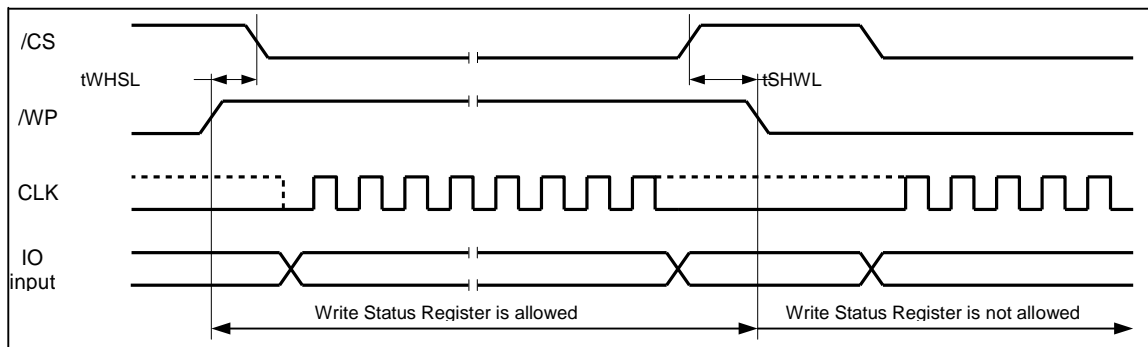 /CS
tWHSL
tSHWL
/WP
CLK
IO
input
Write Status Register is allowed
Write Status Register is not allowed